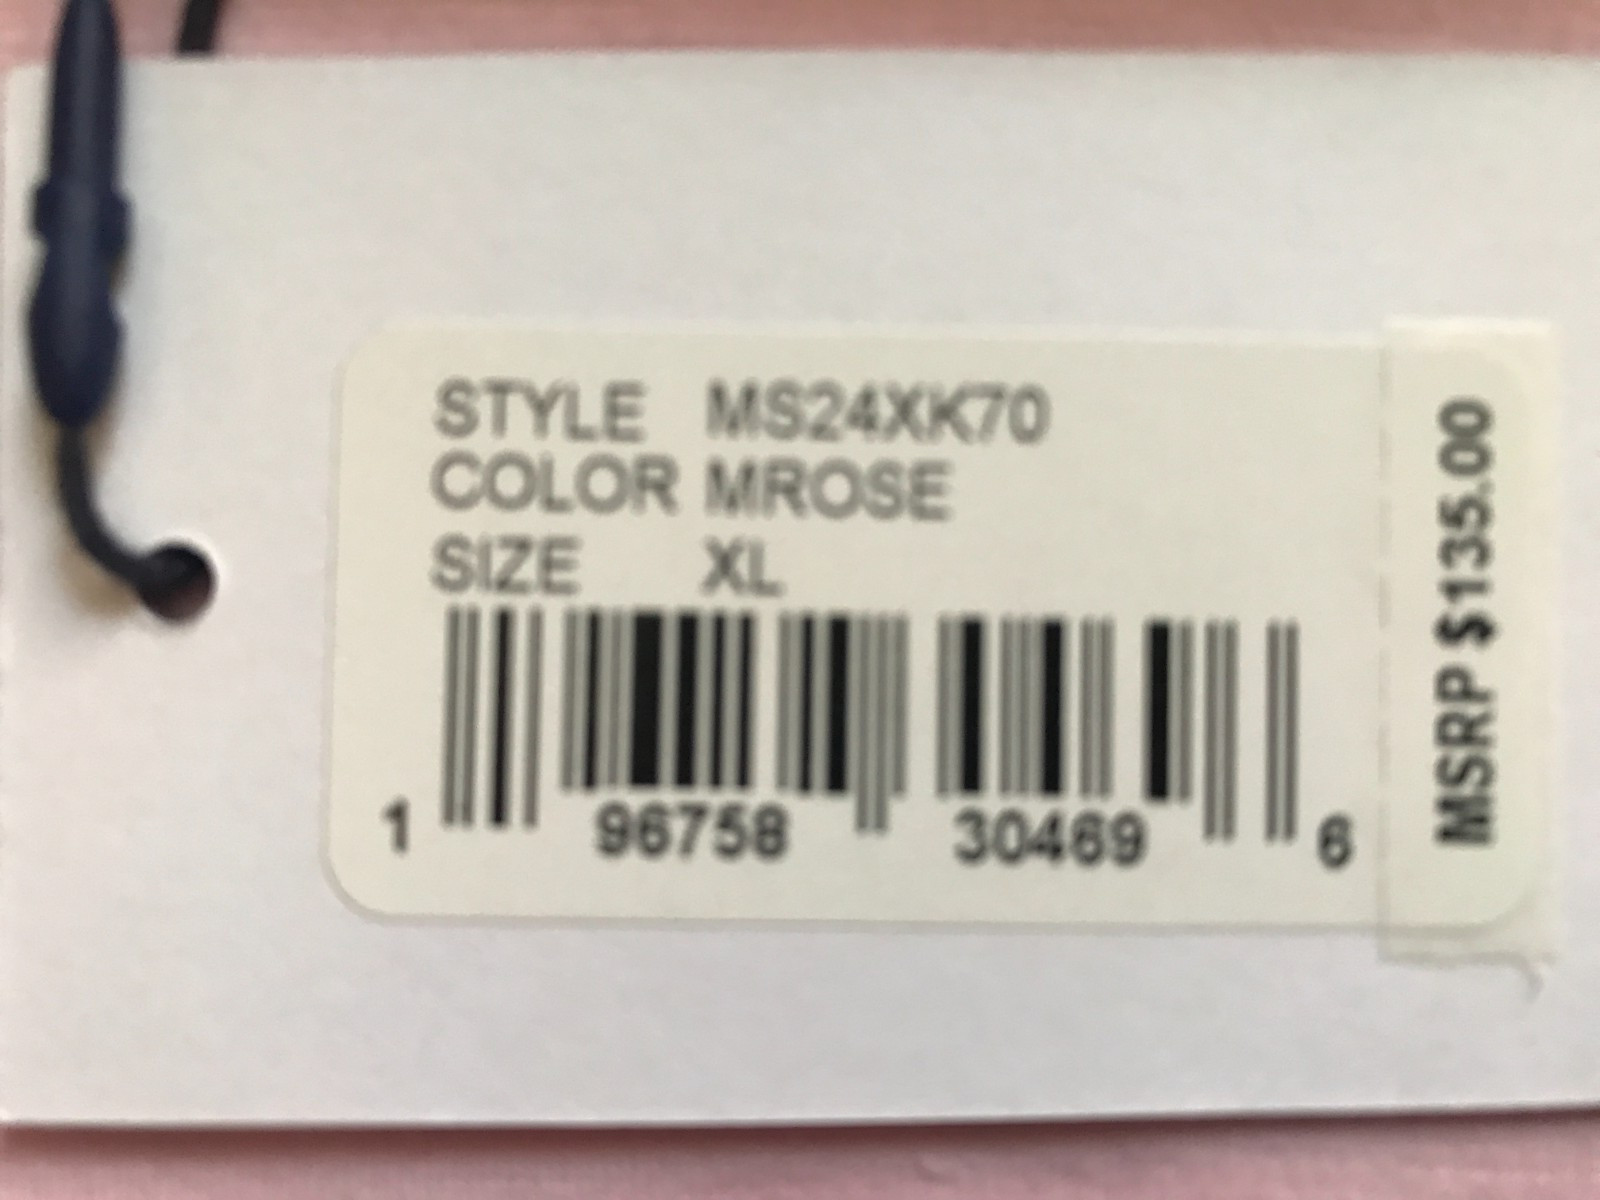 STYLE MS24XK70
COLOR MROSE
SIZE XL
1 96758 30469 6
MSRP $135.00